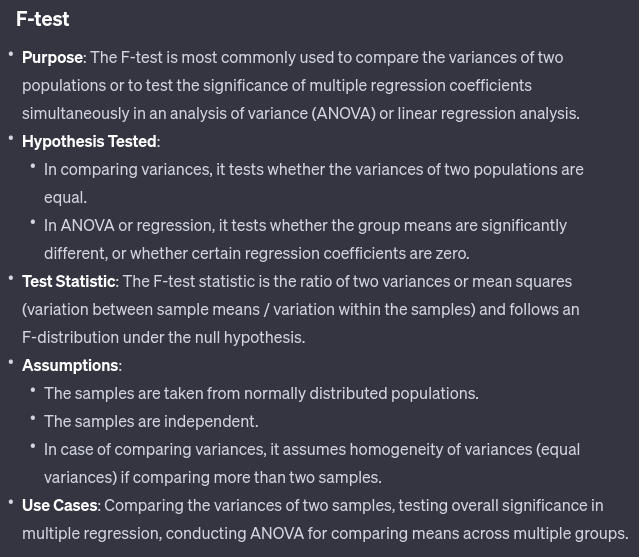 F-test
• Purpose: The F-test is most commonly used to compare the variances of two
populations or to test the significance of multiple regression coefficients
simultaneously in an analysis of variance (ANOVA) or linear regression analysis.
• Hypothesis Tested:
• In comparing variances, it tests whether the variances of two populations are
equal.
• In ANOVA or regression, it tests whether the group means are significantly
different, or whether certain regression coefficients are zero.
• Test Statistic: The F-test statistic is the ratio of two variances or mean squares
(variation between sample means / variation within the samples) and follows an
F-distribution under the null hypothesis.
• Assumptions:
• The samples are taken from normally distributed populations.
• The samples are independent.
• In case of comparing variances, it assumes homogeneity of variances (equal
variances) if comparing more than two samples.
• Use Cases: Comparing the variances of two samples, testing overall significance in
multiple regression, conducting ANOVA for comparing means across multiple groups.